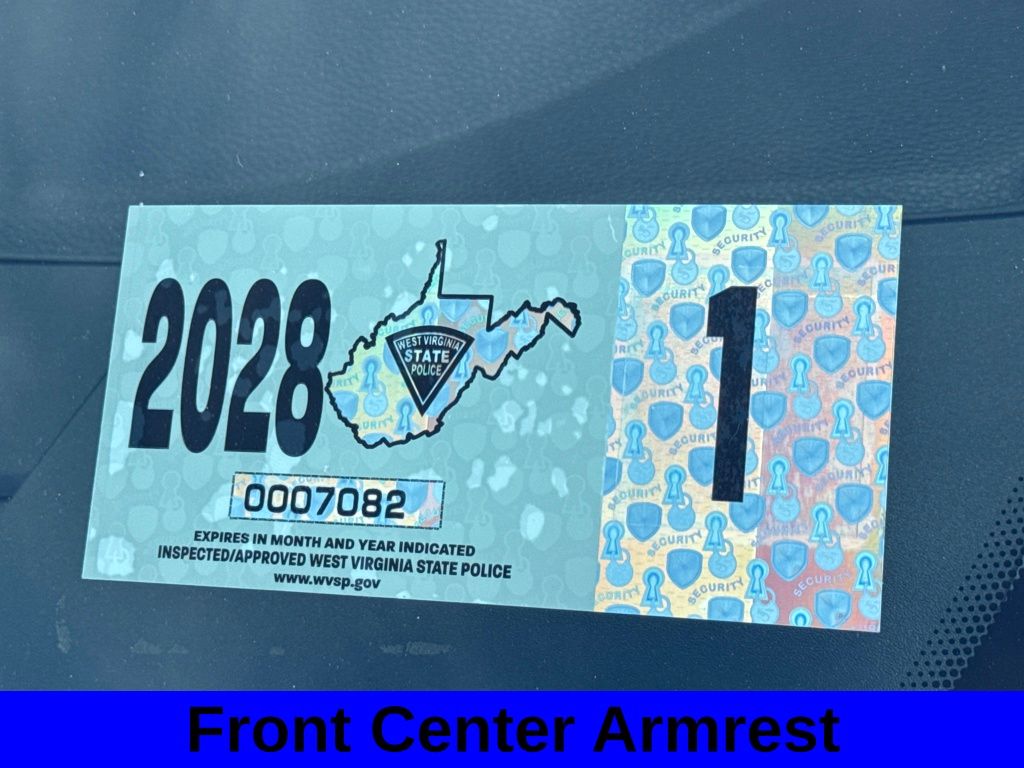 2028
WEST VIRGINIA
STATE
POLICE
1
0007082
EXPIRES IN MONTH AND YEAR INDICATED
INSPECTED/APPROVED WEST VIRGINIA STATE POLICE
www.wvsp.gov
SECURITY
Front Center Armrest